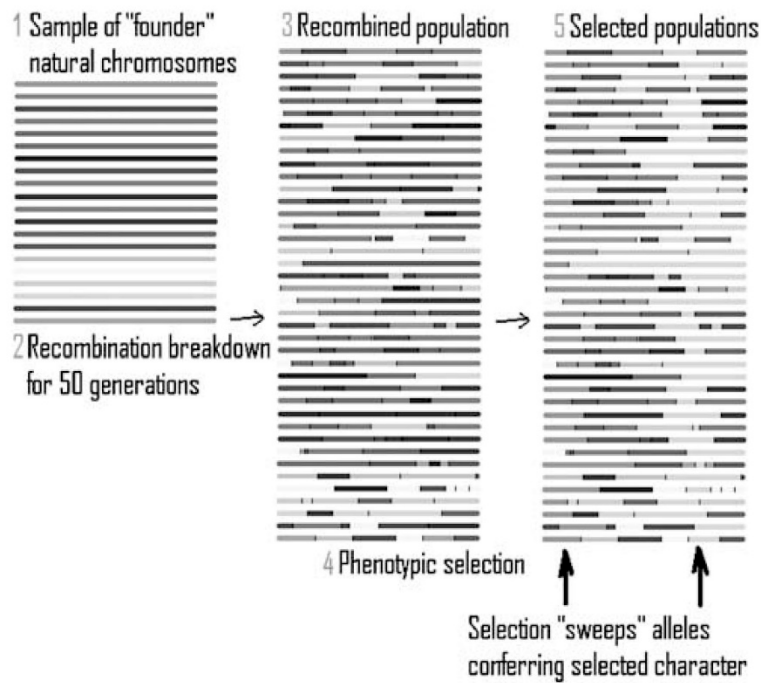 1 Sample of "founder"
natural chromosomes
2 Recombination breakdown
for 50 generations
3 Recombined population
4 Phenotypic selection
5 Selected populations
Selection "sweeps" alleles
conferring selected character